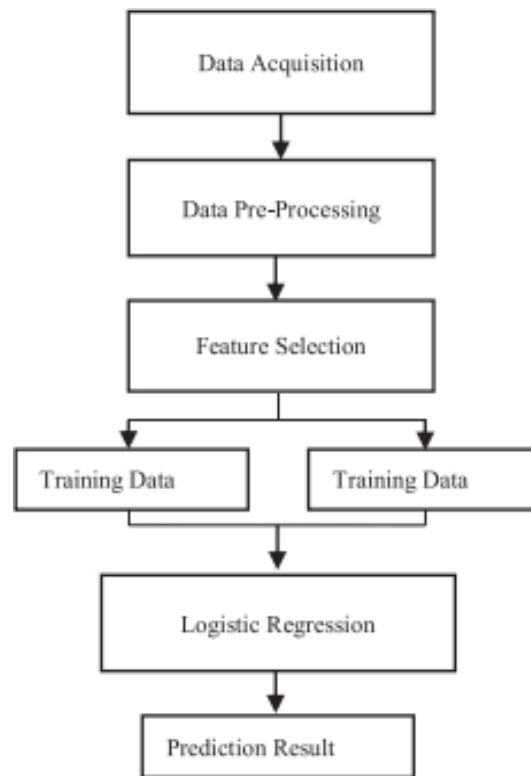 Data Acquisition
Data Pre-Processing
Feature Selection
Training Data
Training Data
Logistic Regression
Prediction Result